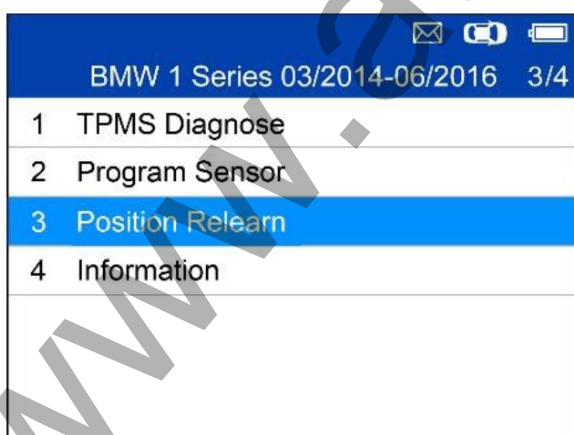 BMW 1 Series 03/2014-06/2016 3/4
1 TPMS Diagnose
2 Program Sensor
3 Position Relearn
4 Information